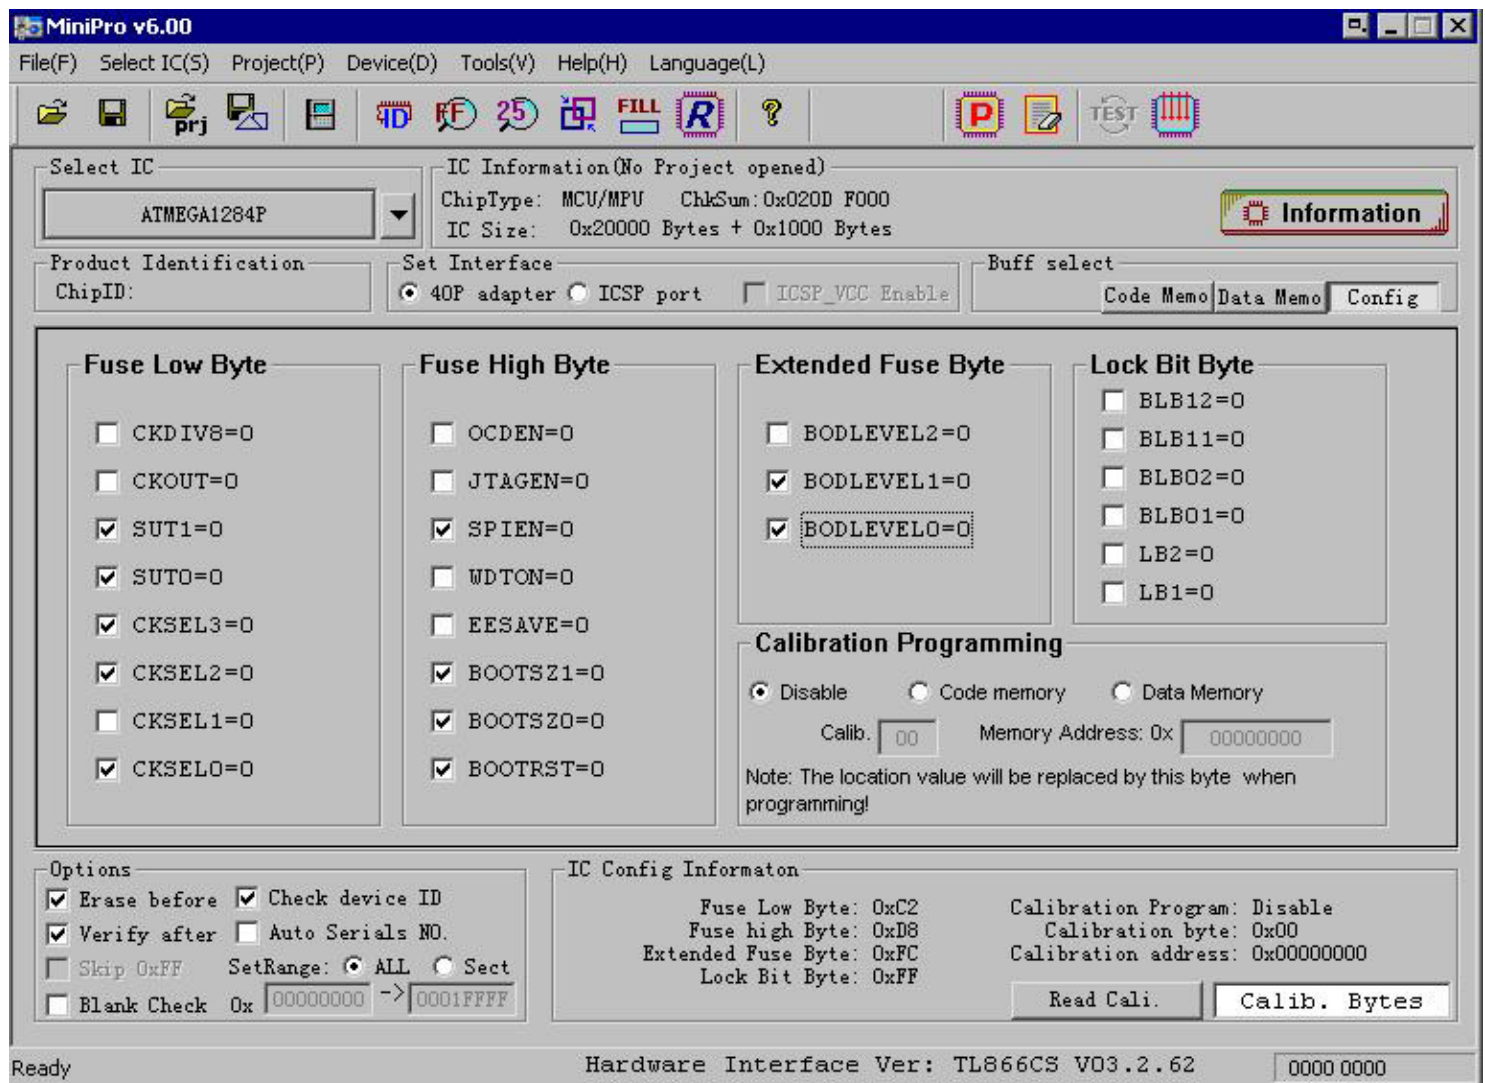 MiniPro v6.00
File(F) Select IC(S) Project(P) Device(D) Tools(V) Help(H) Language(L)
prj ID FF 25 FILL R ? P TEST
Select IC
ATMEGA1284P
IC Information(No Project opened)
ChipType: MCU/MPU ChkSum:0x020D F000
IC Size: 0x20000 Bytes + 0x1000 Bytes
Information
Product Identification
ChipID:
Set Interface
40P adapter ICSP port ICSP_VCC Enable
Buff select
Code Memo Data Memo Config
Fuse Low Byte
CKDIV8=0
CKOUT=0
SUT1=0
SUT0=0
CKSEL3=0
CKSEL2=0
CKSEL1=0
CKSEL0=0
Fuse High Byte
OCDEN=0
JTAGEN=0
SPIEN=0
WDTON=0
EESAVE=0
BOOTSZ1=0
BOOTSZ0=0
BOOTRST=0
Extended Fuse Byte
BODLEVEL2=0
BODLEVEL1=0
BODLEVEL0=0
Lock Bit Byte
BLB12=0
BLB11=0
BLB02=0
BLB01=0
LB2=0
LB1=0
Calibration Programming
Disable Code memory Data Memory
Calib. 00 Memory Address: 0x 00000000
Note: The location value will be replaced by this byte when
programming!
Options
Erase before Check device ID
Verify after Auto Serials NO.
Skip 0xFF SetRange: ALL Sect
Blank Check 0x 00000000 -> 0001FFFF
IC Config Informaton
Fuse Low Byte: 0xC2
Fuse high Byte: 0xD8
Extended Fuse Byte: 0xFC
Lock Bit Byte: 0xFF
Calibration Program: Disable
Calibration byte: 0x00
Calibration address: 0x00000000
Read Cali. Calib. Bytes
Ready Hardware Interface Ver: TL866CS V03.2.62 0000 0000